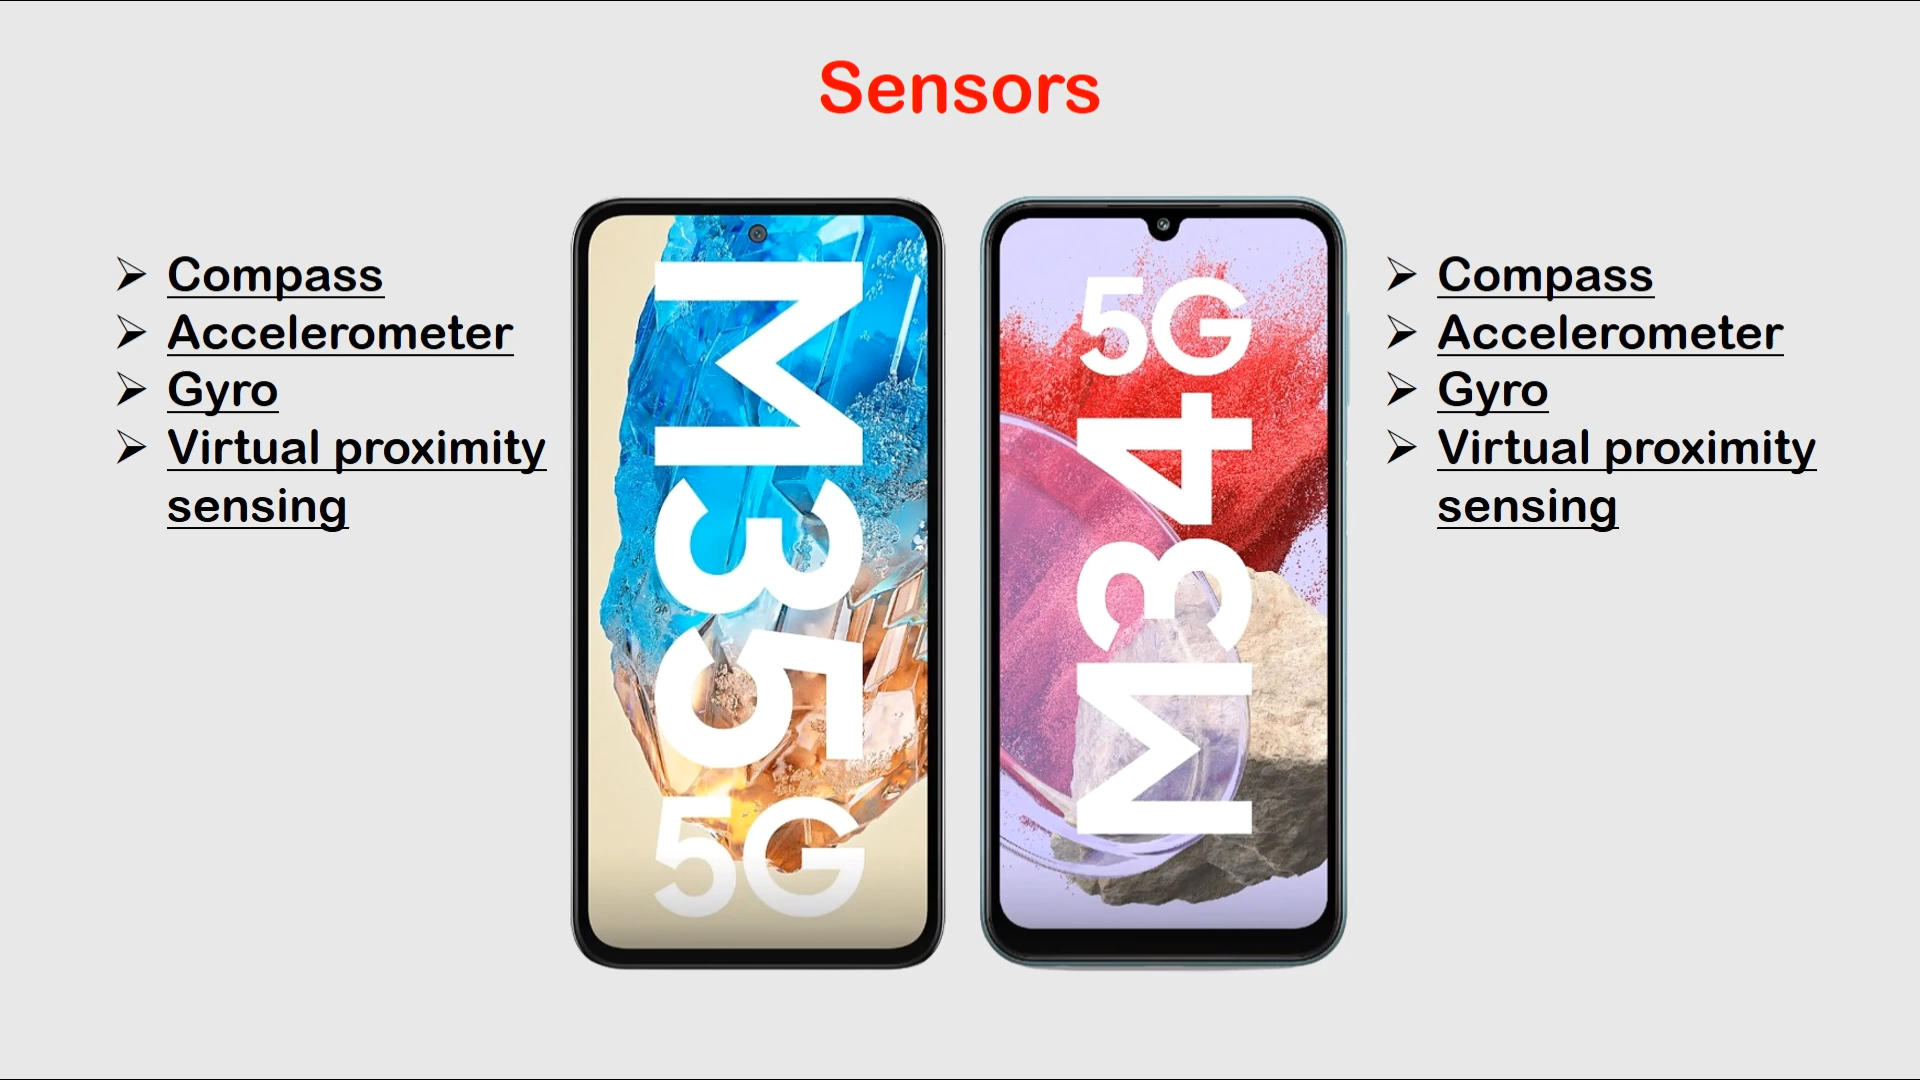 Sensors
Compass
Accelerometer
Gyro
Virtual proximity
sensing
M35
5G
M34
5G
Compass
Accelerometer
Gyro
Virtual proximity
sensing